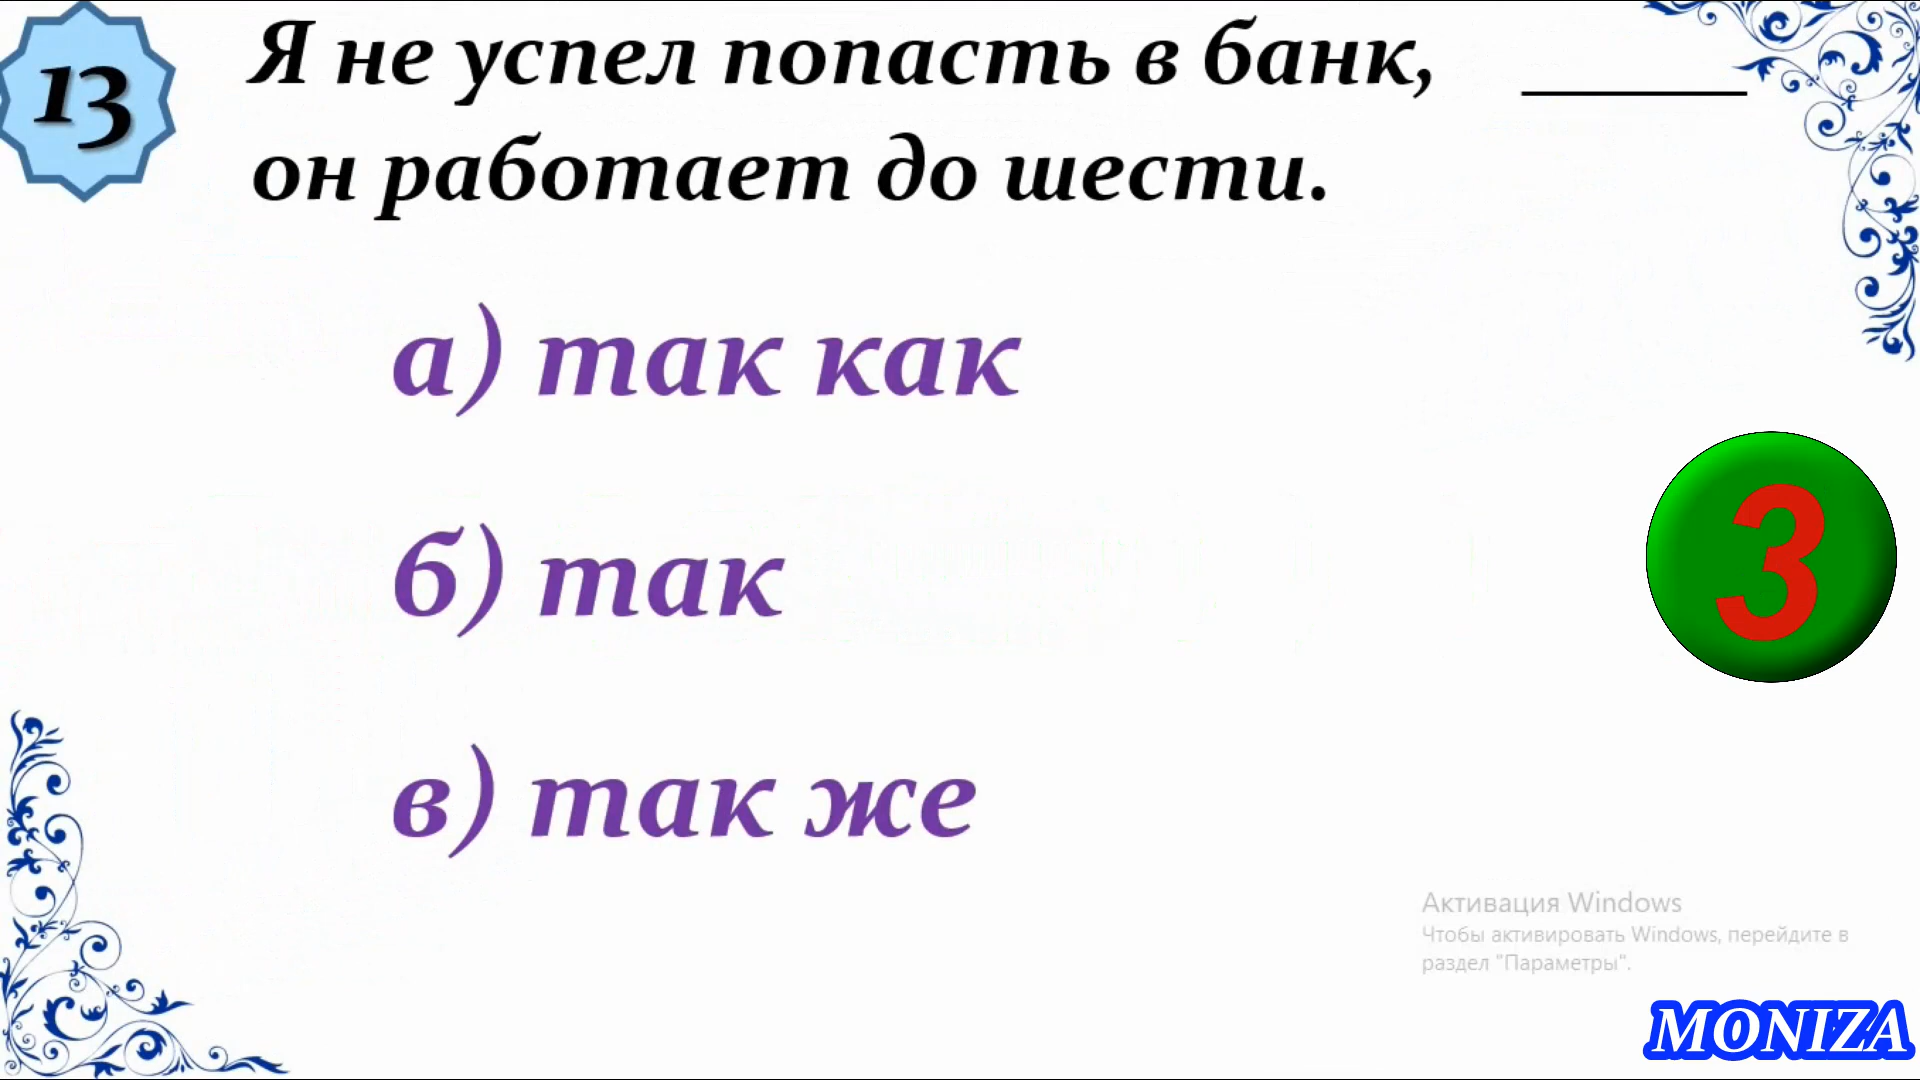 13
Я не успел попасть в банк, ________
он работает до шести.
а) так как
3
б) так
в) так же
Активация Windows
Чтобы активировать Windows, перейдите в
раздел "Параметры".
MONIZA